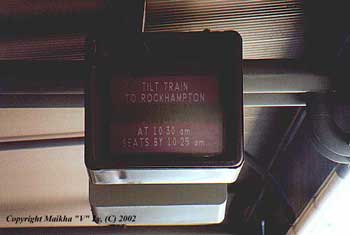 TILT TRAIN
TO ROCKHAMPTON
AT 10:30 am
SEATS BY 10:25 am
Copyright Maikha "V" Ly, (C) 2002